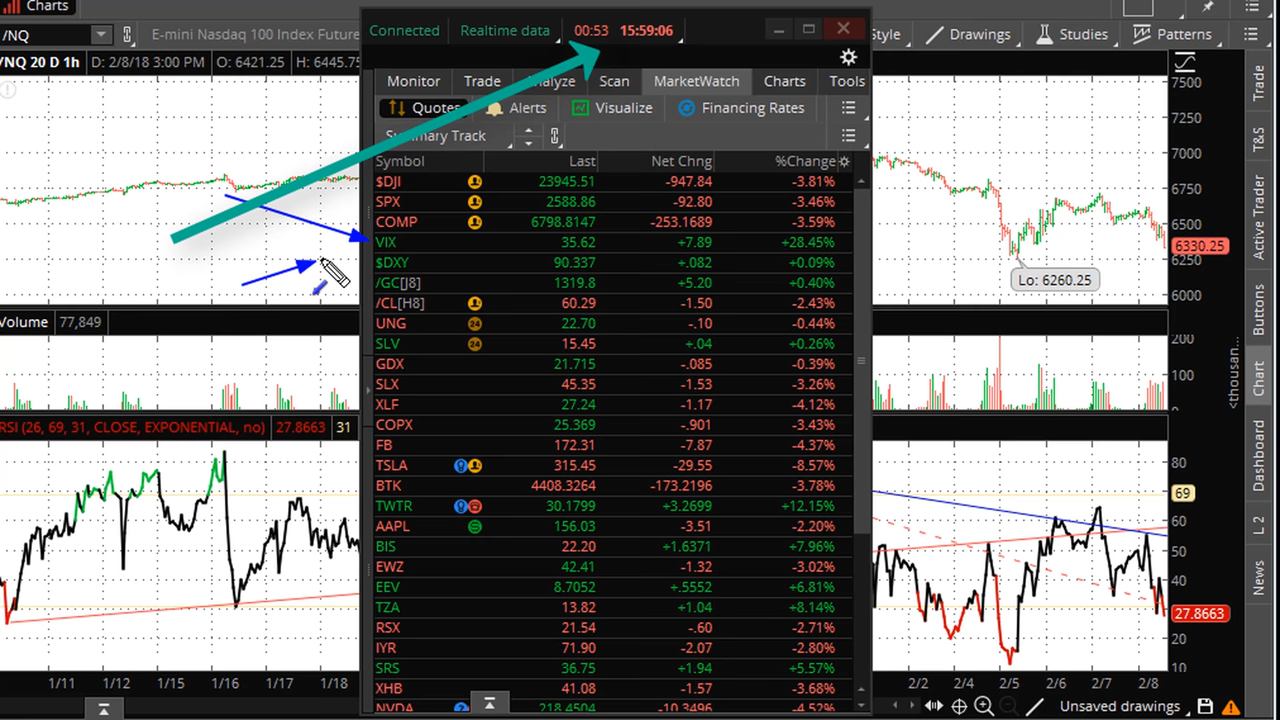 Charts
/NQ
E-mini Nasdaq 100 Index Future
/NQ 20 D 1h
D: 2/8/18 3:00 PM
O: 6421.25
H: 6445.75
Volume
77,849
RSI (26, 69, 31, CLOSE, EXPONENTIAL, no)
27.8663
31
1/11
1/12
1/15
1/16
1/17
1/18
Connected
Realtime data
00:53
15:59:06
Monitor
Trade
Analyze
Scan
MarketWatch
Charts
Tools
Quotes
Alerts
Visualize
Financing Rates
Summary Track
Symbol Last Net Chng %Change
$DJI 23945.51 -947.84 -3.81%
SPX 2588.86 -92.80 -3.46%
COMP 6798.8147 -253.1689 -3.59%
VIX 35.62 +7.89 +28.45%
$DXY 90.337 +.082 +0.09%
/GC[J8] 1319.8 +5.20 +0.40%
/CL[H8] 60.29 -1.50 -2.43%
UNG 24 22.70 -.10 -0.44%
SLV 24 15.45 +.04 +0.26%
GDX 21.715 -.085 -0.39%
SLX 45.35 -1.53 -3.26%
XLF 27.24 -1.17 -4.12%
COPX 25.369 -.901 -3.43%
FB 172.31 -7.87 -4.37%
TSLA 315.45 -29.55 -8.57%
BTK 4408.3264 -173.2196 -3.78%
TWTR 30.1799 +3.2699 +12.15%
AAPL 156.03 -3.51 -2.20%
BIS 22.20 +1.6371 +7.96%
EWZ 42.41 -1.32 -3.02%
EEV 8.7052 +.5552 +6.81%
TZA 13.82 +1.04 +8.14%
RSX 21.54 -.60 -2.71%
IYR 71.90 -2.07 -2.80%
SRS 36.75 +1.94 +5.57%
XHB 41.08 -1.57 -3.68%
NVDA 218.4504 -10.3496 -4.52%
Style
Drawings
Studies
Patterns
7500
7250
7000
6750
6500
6330.25
6250
6000
Lo: 6260.25
200
100
<thousan...
80
69
60
50
40
27.8663
20
10
2/2
2/4
2/5
2/6
2/7
2/8
Unsaved drawings
Trade
T&S
Active Trader
Buttons
Chart
Dashboard
L 2
News